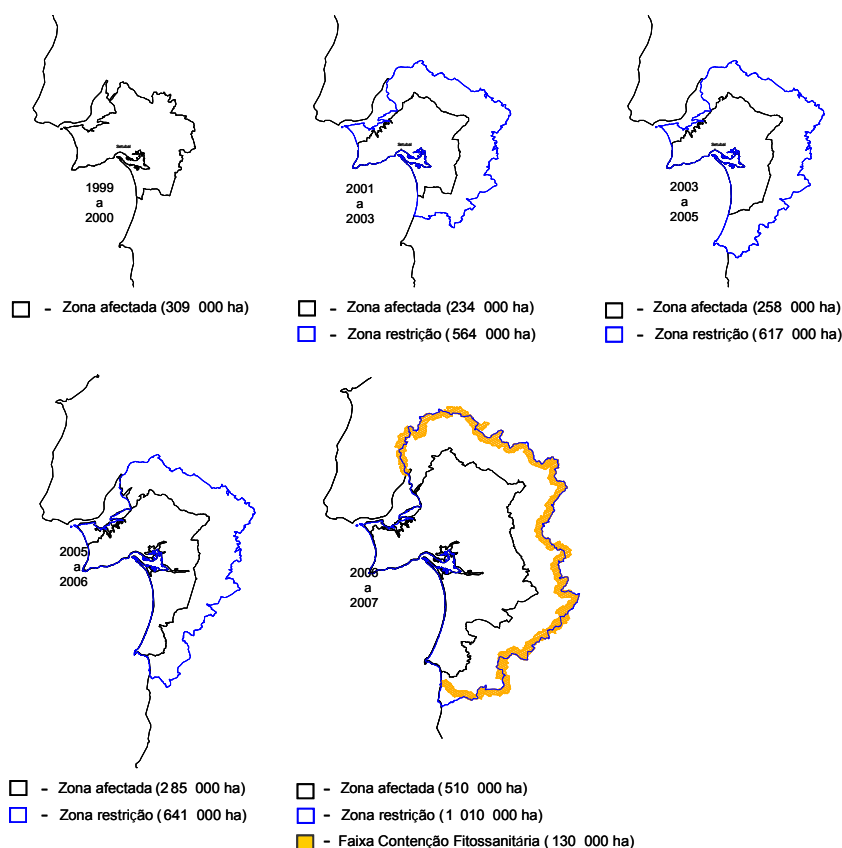 1999
a
2000
2001
a
2003
2003
a
2005
- Zona afectada (309 000 ha)
- Zona afectada (234 000 ha)
- Zona restrição (564 000 ha)
- Zona afectada (258 000 ha)
- Zona restrição (617 000 ha)
2005
a
2006
2006
a
2007
- Zona afectada (285 000 ha)
- Zona restrição (641 000 ha)
- Zona afectada (510 000 ha)
- Zona restrição (1 010 000 ha)
- Faixa Contenção Fitossanitária (130 000 ha)